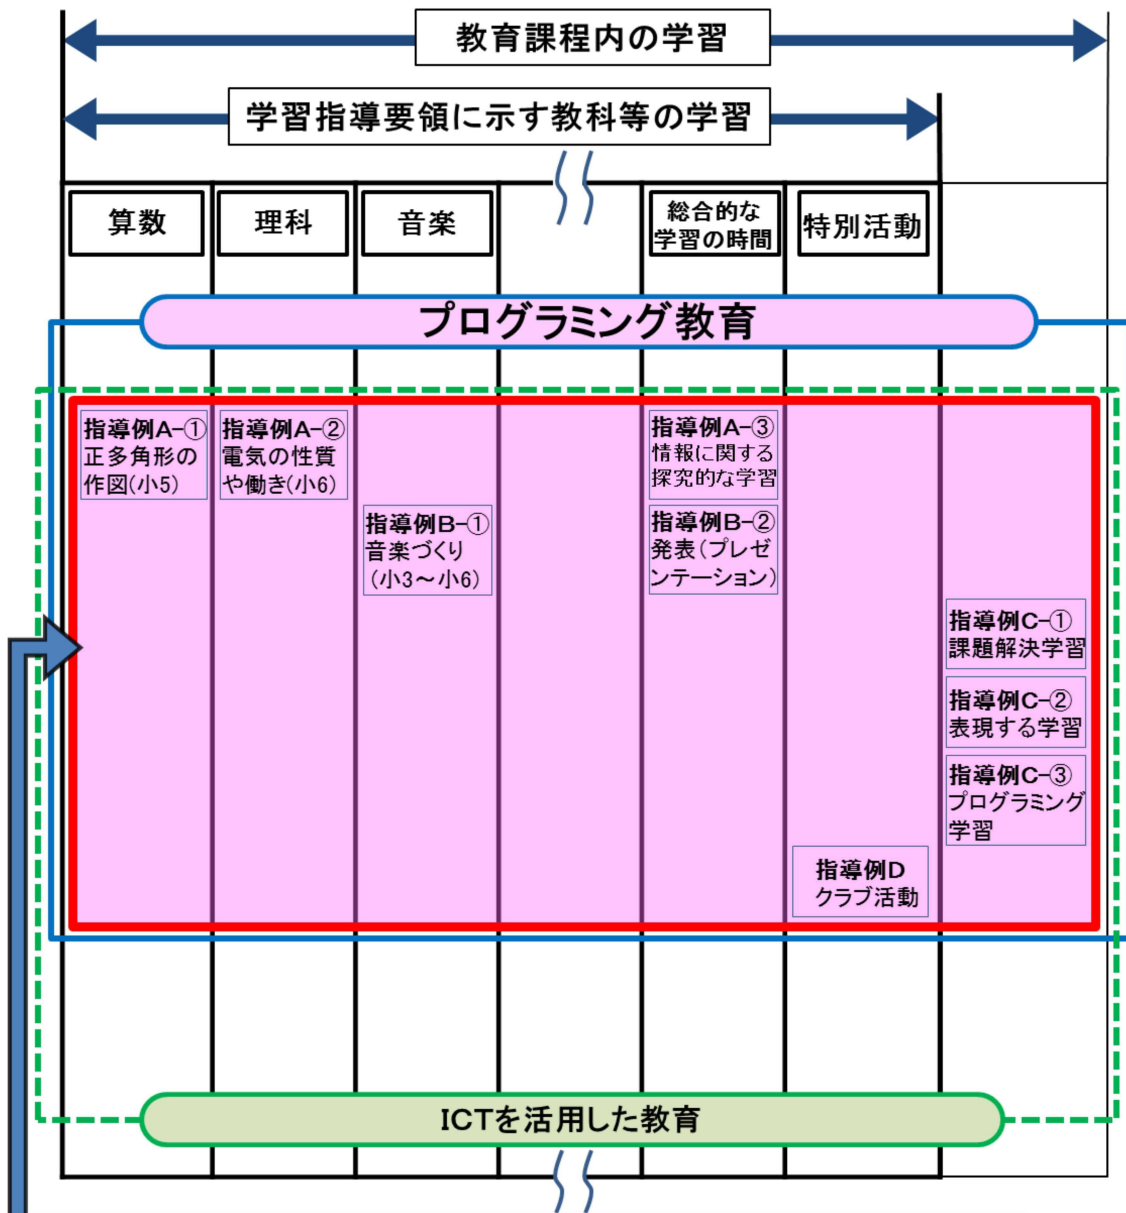 教育課程内の学習
学習指導要領に示す教科等の学習
算数
理科
音楽
総合的な
学習の時間
特別活動
プログラミング教育
指導例A-①
正多角形の
作図(小5)
指導例A-②
電気の性質
や働き(小6)
指導例B-①
音楽づくり
(小3～小6)
指導例A-③
情報に関する
探究的な学習
指導例B-②
発表(プレゼ
ンテーション)
指導例C-①
課題解決学習
指導例C-②
表現する学習
指導例C-③
プログラミング
学習
指導例D
クラブ活動
ICTを活用した教育